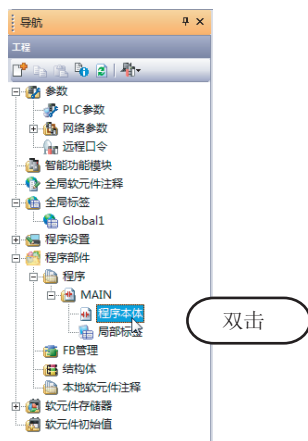 导航
工程
参数
PLC参数
网络参数
远程口令
智能功能模块
全局软元件注释
全局标签
Global1
程序设置
程序部件
程序
MAIN
程序本体
局部标签
双击
FB管理
结构体
本地软元件注释
软元件存储器
软元件初始值